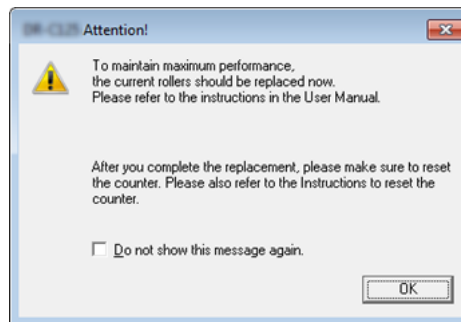 Attention!
To maintain maximum performance,
the current rollers should be replaced now.
Please refer to the instructions in the User Manual.
After you complete the replacement, please make sure to reset
the counter. Please also refer to the Instructions to reset the
counter.
Do not show this message again.
OK